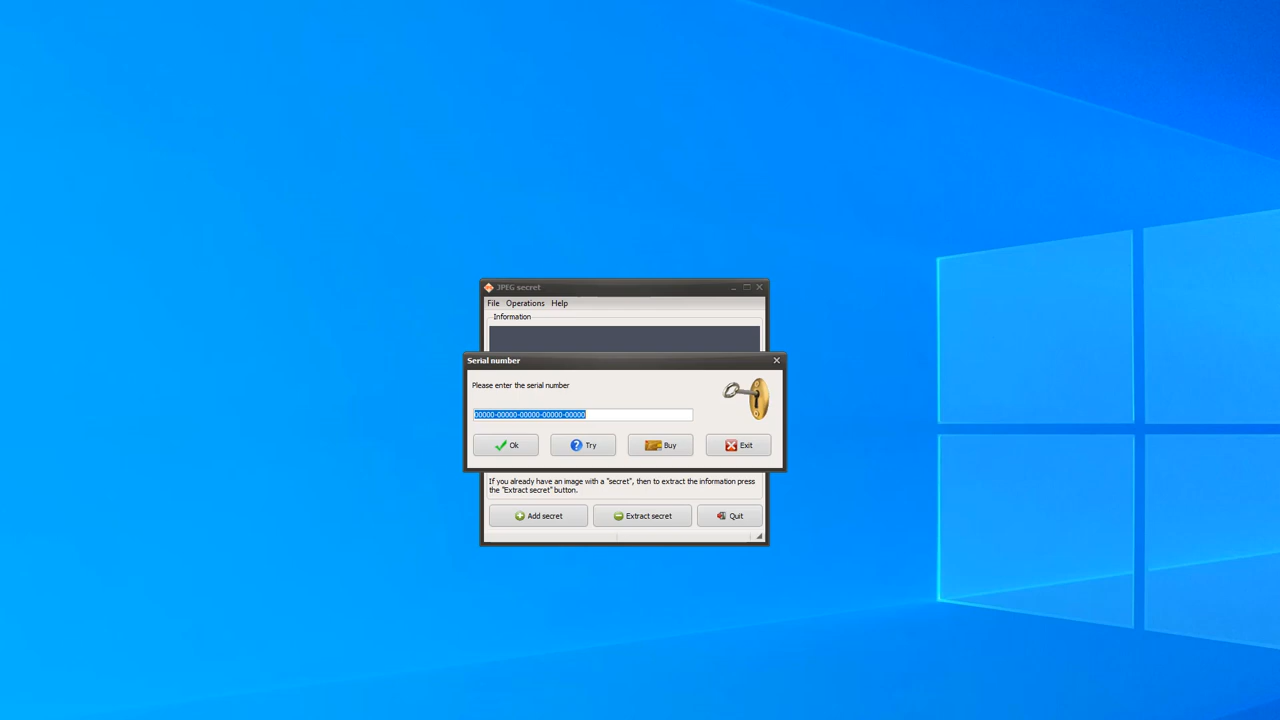 JPEG secret
File Operations Help
Information
Serial number
Please enter the serial number
00000-00000-00000-00000-00000
Ok Try Buy Exit
If you already have an image with a "secret", then to extract the information press
the "Extract secret" button.
Add secret Extract secret Quit